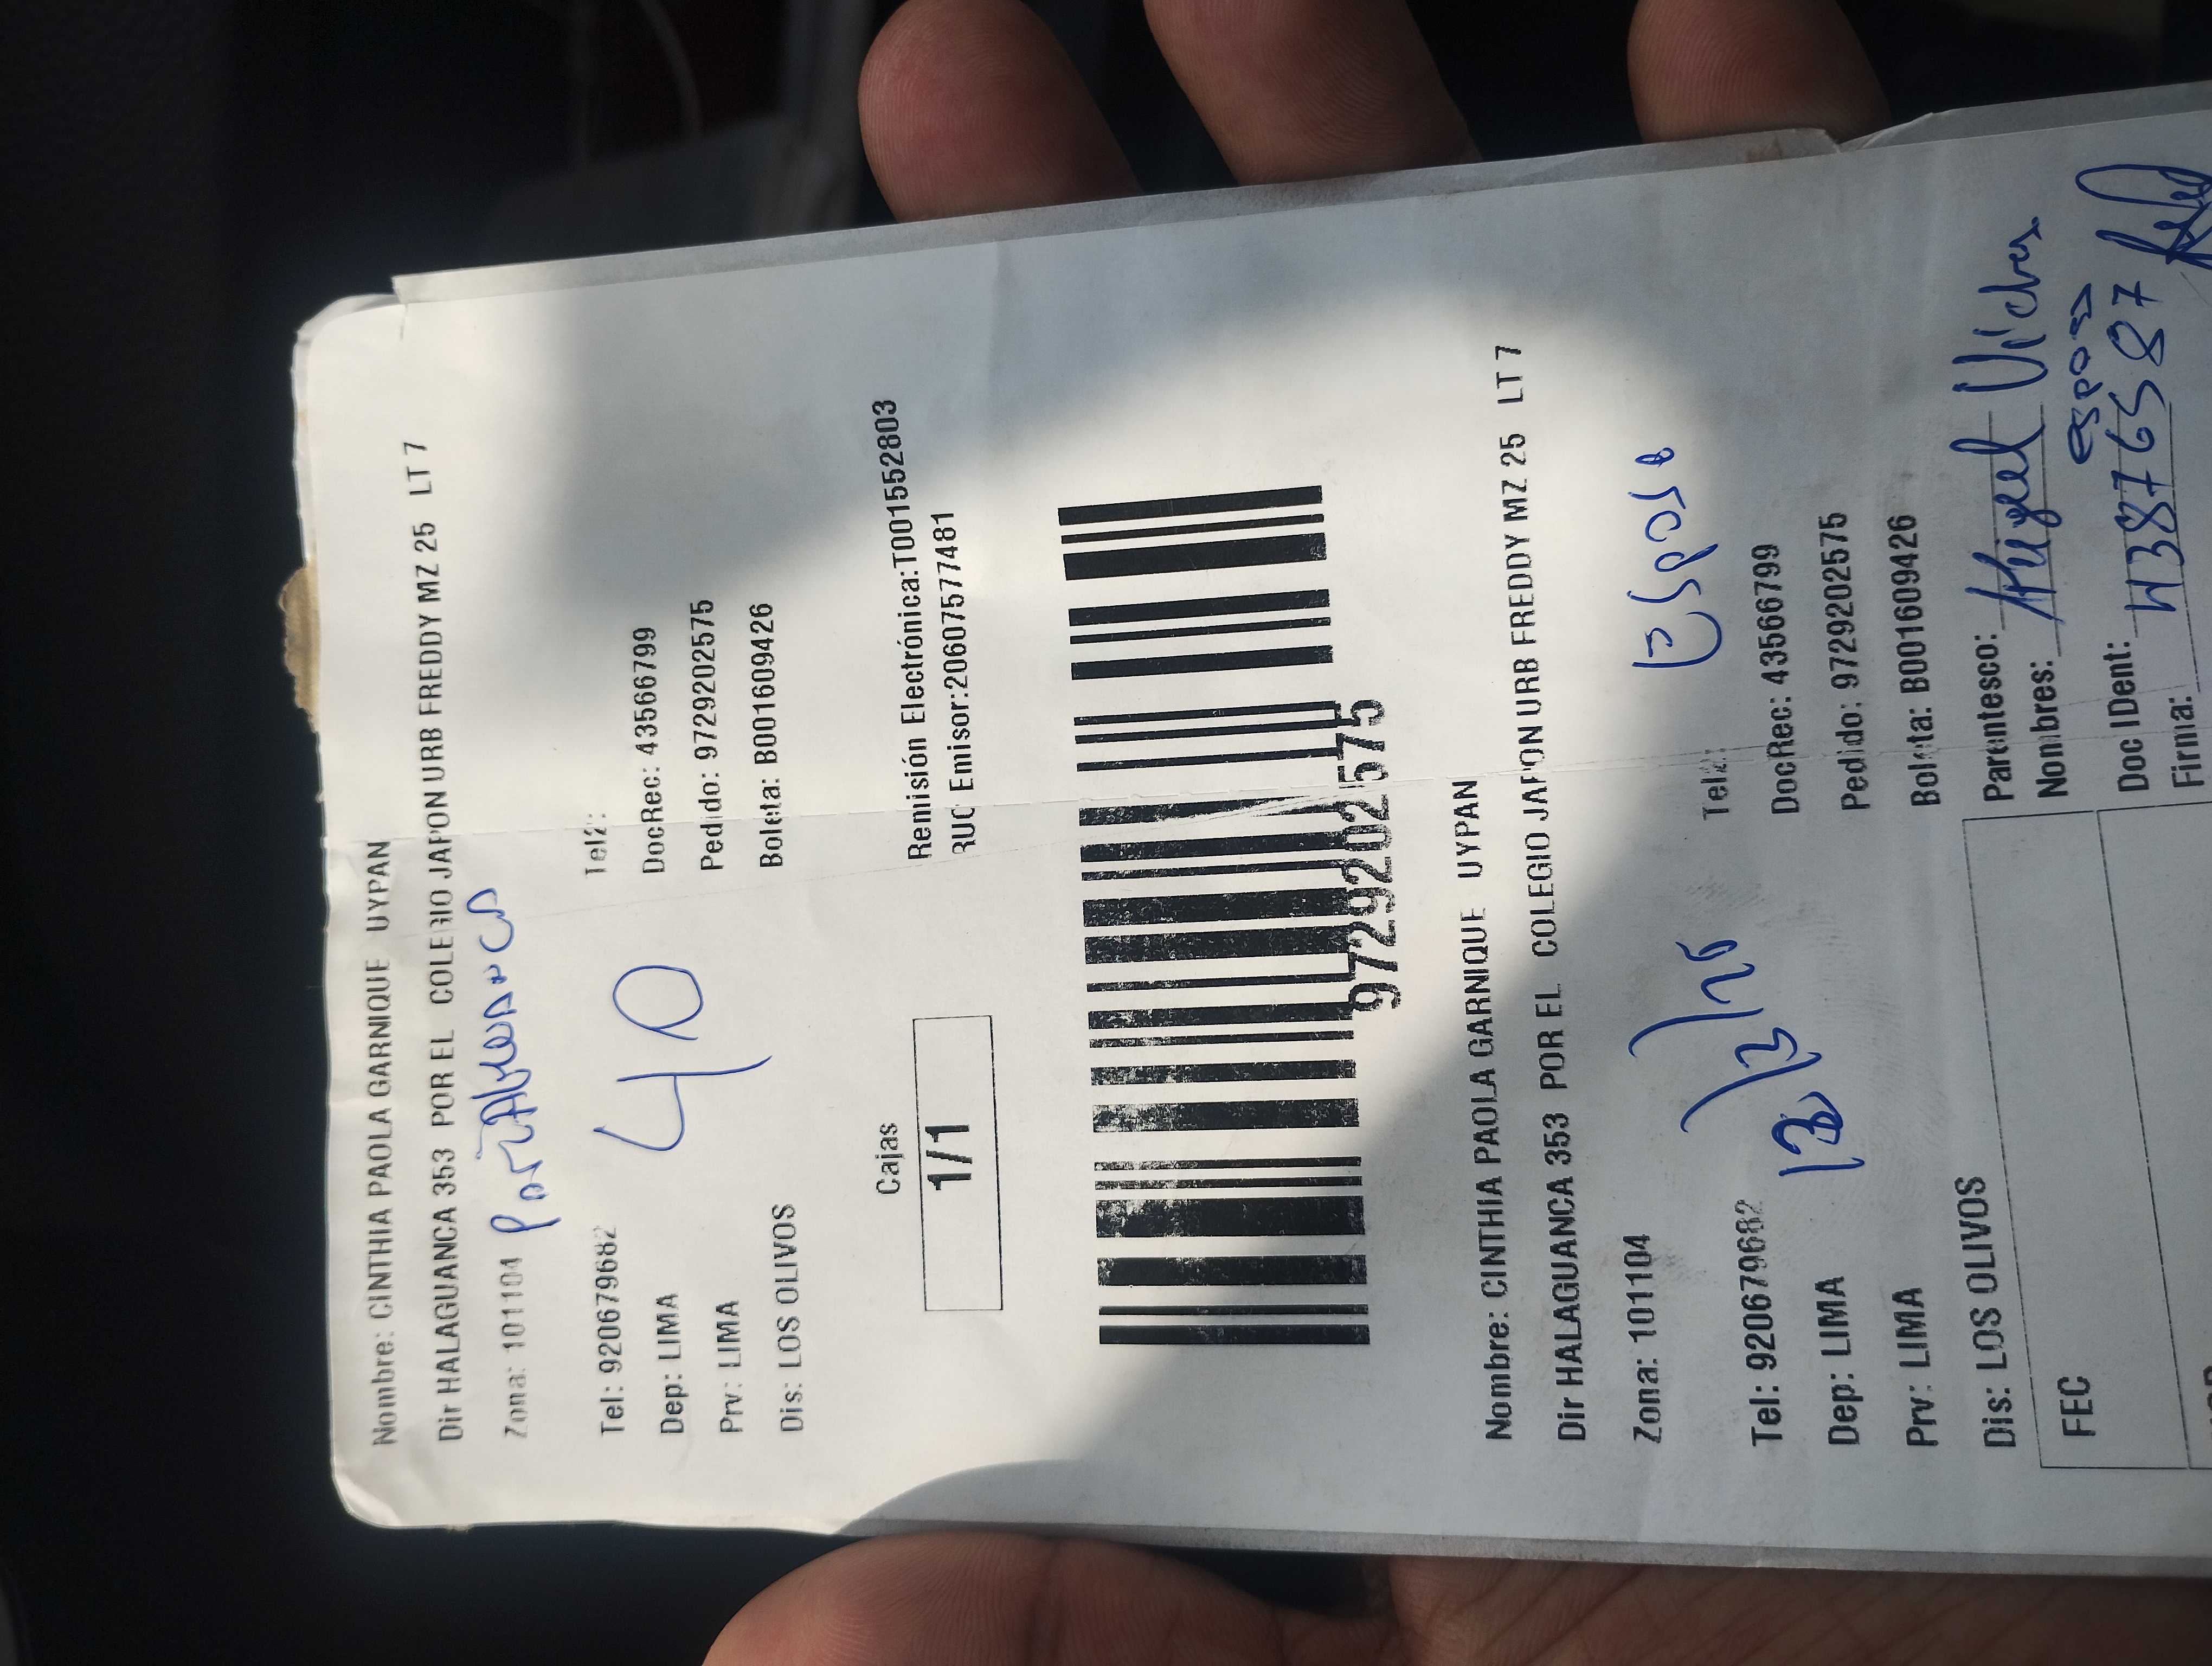 Nombre: CINTHIA PAOLA GARNIQUE UYPAN
Dir HALAGUANCA 353 POR EL COLEGIO JAPON URB FREDDY MZ 25 LT 7
Zona: 101104
Tel: 920679682 Tel2:
40
Dep: LIMA DocRec: 43566799
Prv: LIMA Pedido: 9729202575
Dis: LOS OLIVOS Boleta: B001609426
Cajas
1/1
Remisión Electrónica:T001552803
RUC Emisor:20607577481
9729202575
Nombre: CINTHIA PAOLA GARNIQUE UYPAN
Dir HALAGUANCA 353 POR EL COLEGIO JAPON URB FREDDY MZ 25 LT 7
Zona: 101104
Esposo
Tel: 920679682 Tel2:
Dep: LIMA DocRec: 43566799
Prv: LIMA Pedido: 9729202575
Dis: LOS OLIVOS Boleta: B001609426
FEC
Parentesco:
Nombres:
esposo
Doc IDent: 43876587
Firma: